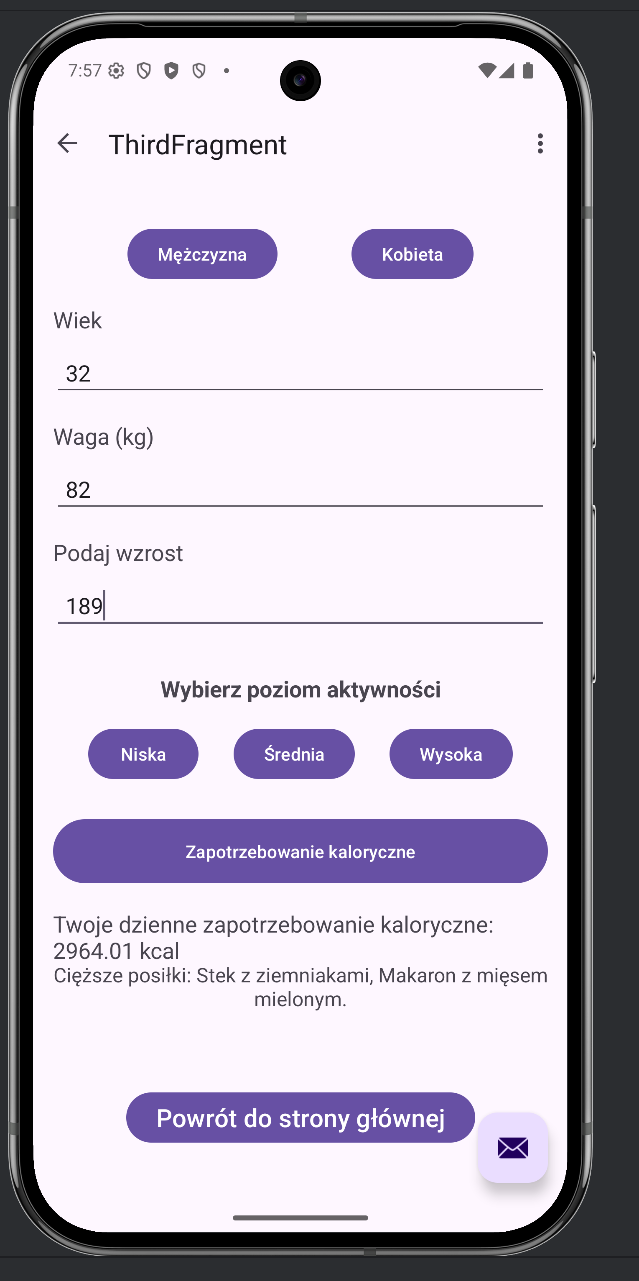 7:57
ThirdFragment
Mężczyzna Kobieta
Wiek
32
Waga (kg)
82
Podaj wzrost
189
Wybierz poziom aktywności
Niska Średnia Wysoka
Zapotrzebowanie kaloryczne
Twoje dzienne zapotrzebowanie kaloryczne:
2964.01 kcal
Cięższe posiłki: Stek z ziemniakami, Makaron z mięsem
mielonym.
Powrót do strony głównej